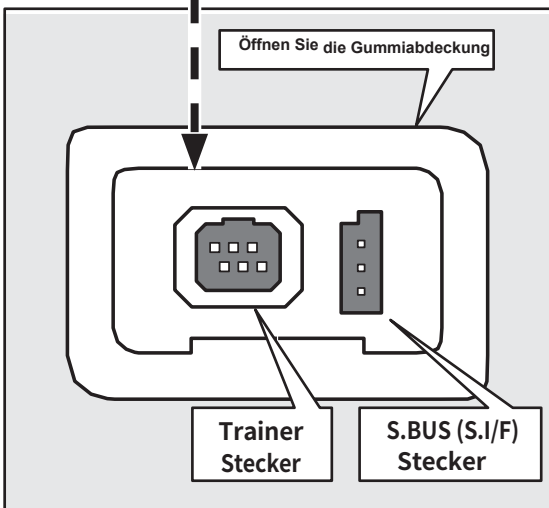 Öffnen Sie die Gummiabdeckung
Trainer
Stecker
S.BUS (S.I/F)
Stecker